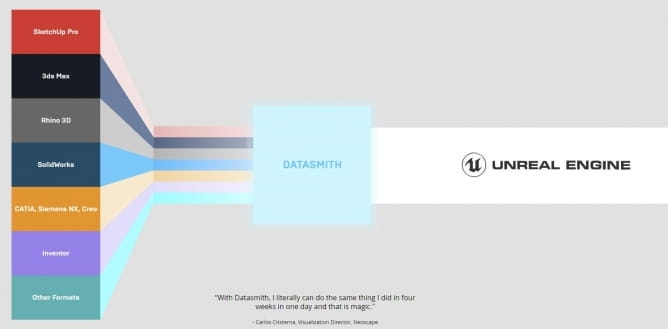 SketchUp Pro
3ds Max
Rhino 3D
SolidWorks
CATIA, Siemens NX, Creo
Inventor
Other Formats
DATASMITH
UNREAL ENGINE
“With Datasmith, I literally can do the same thing I did in four
weeks in one day and that is magic.”
- Carlos Cristerna, Visualization Director, Neoscape